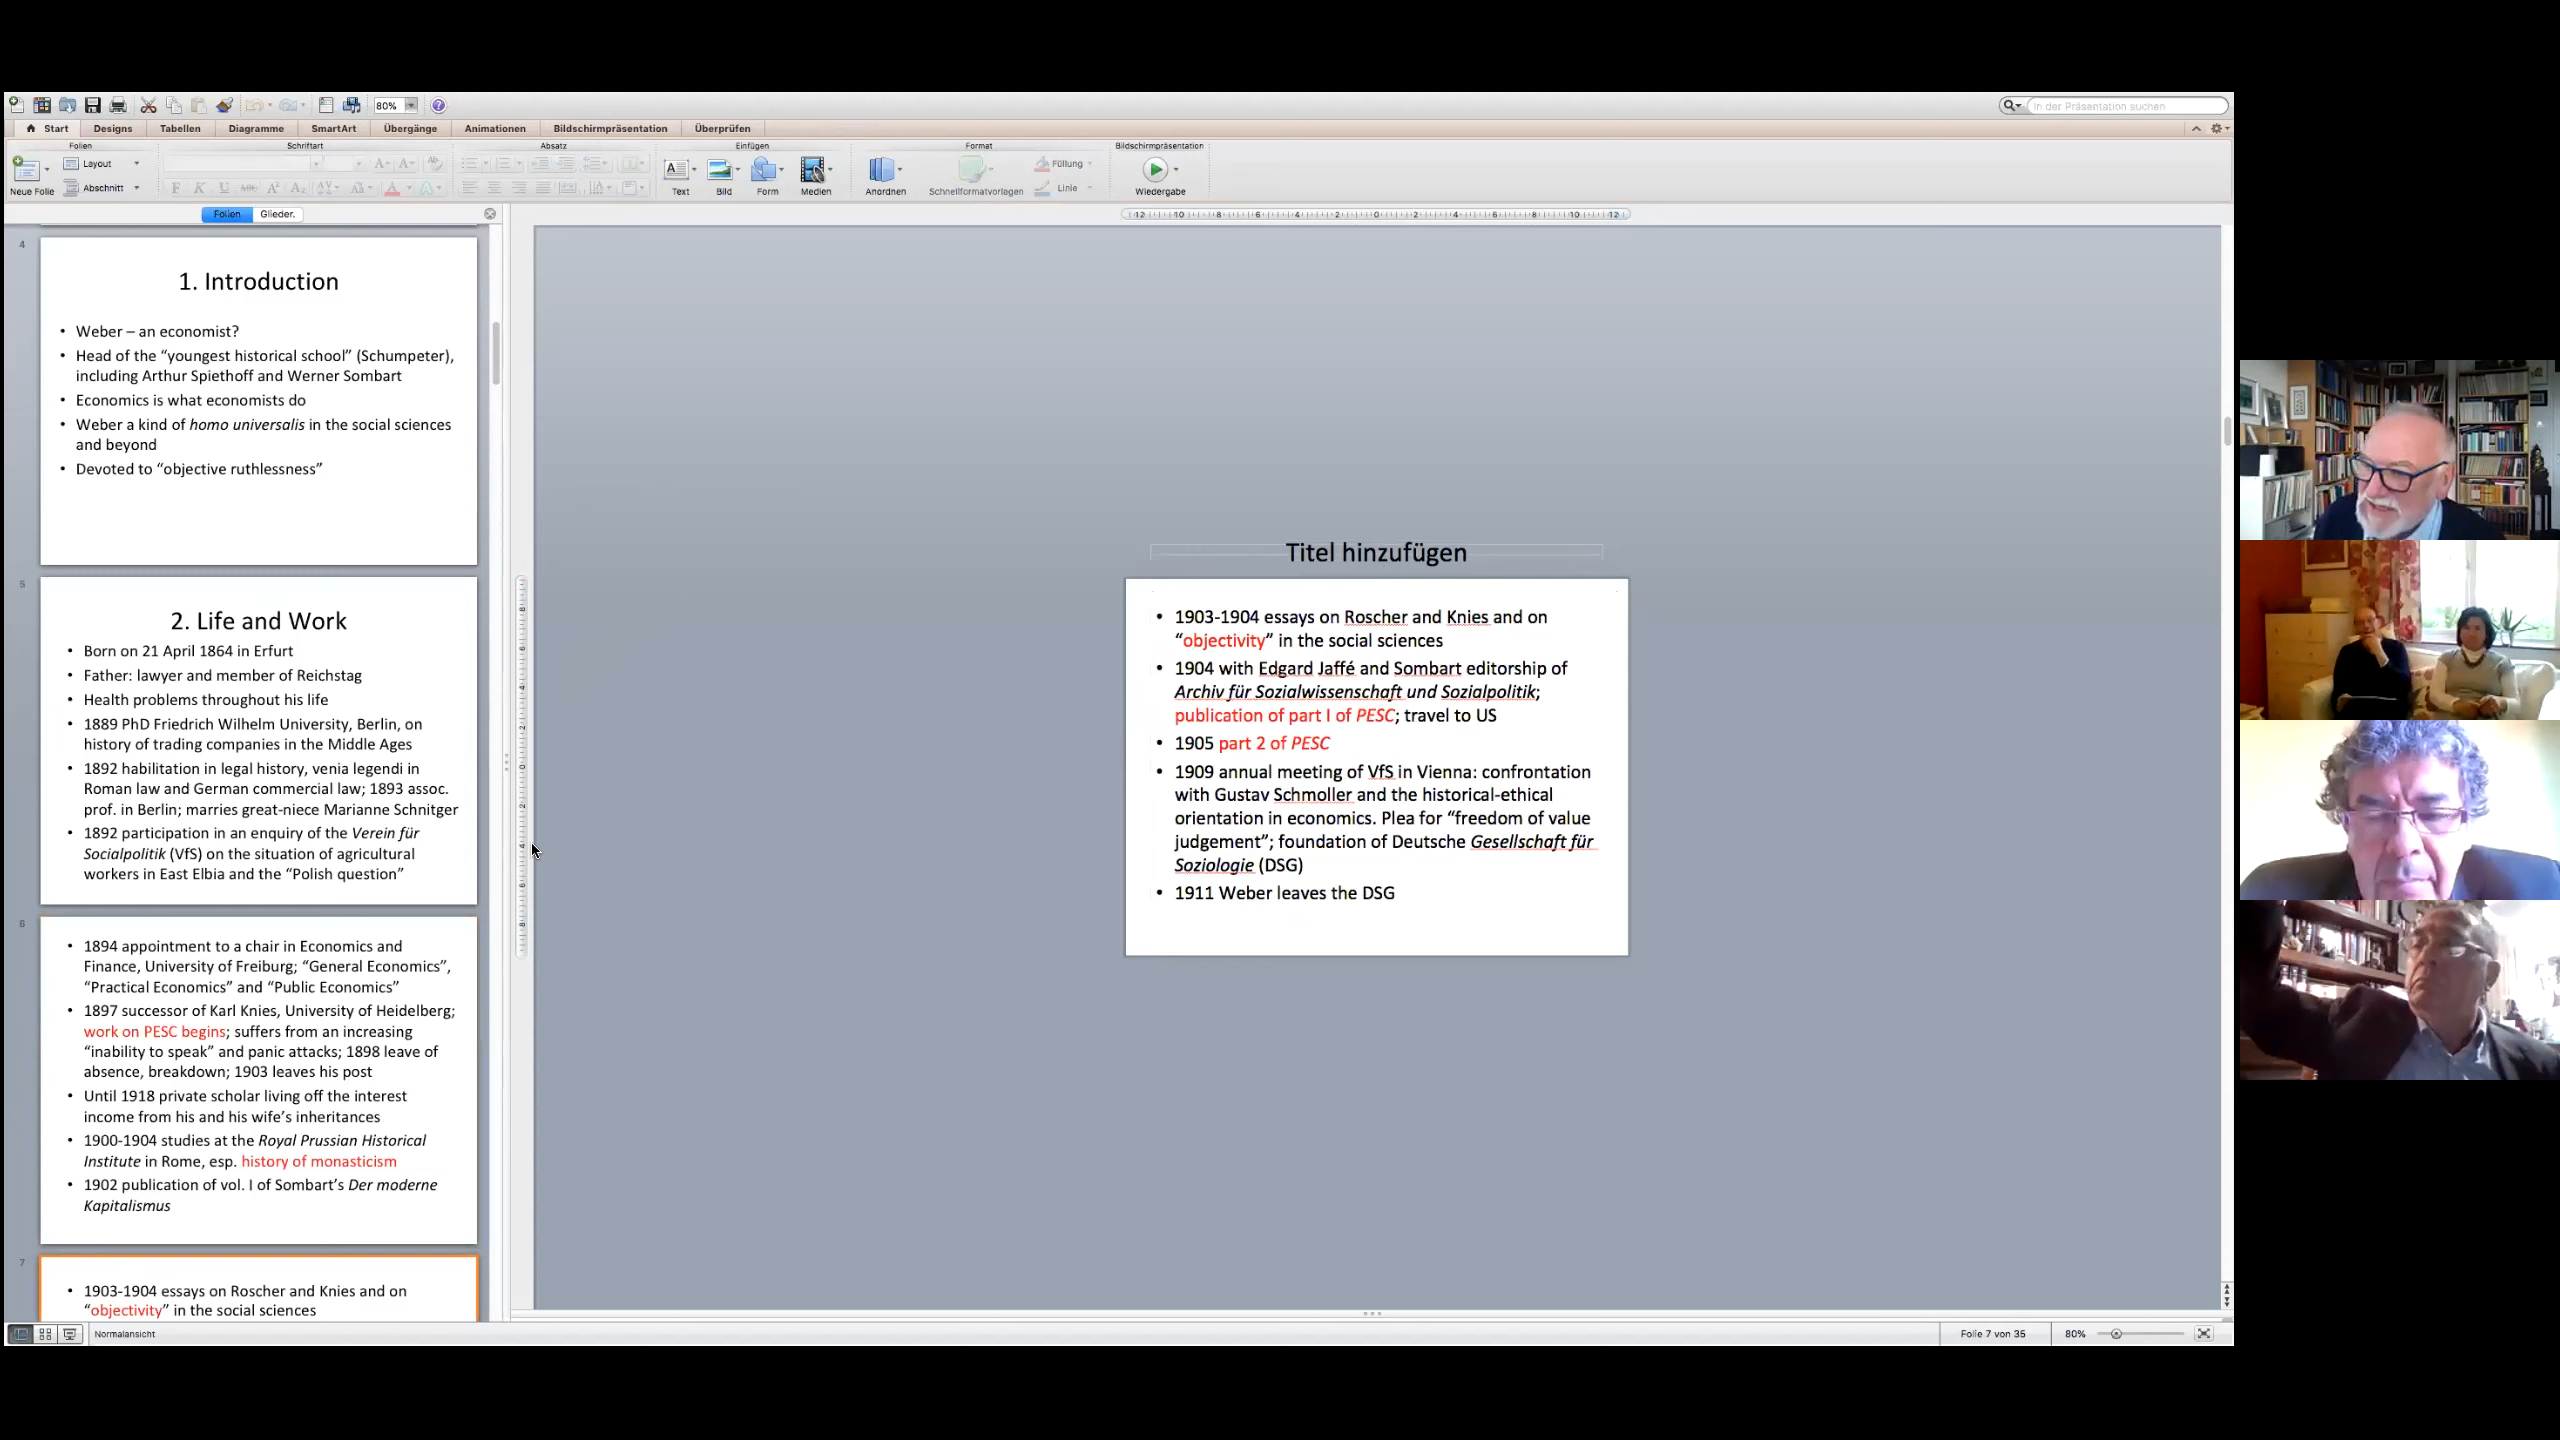 80%
In der Präsentation suchen
Start
Designs
Tabellen
Diagramme
SmartArt
Übergänge
Animationen
Bildschirmpräsentation
Überprüfen
Folien
Schriftart
Absatz
Einfügen
Format
Bildschirmpräsentation
Neue Folie
Layout
Abschnitt
Text
Bild
Form
Medien
Anordnen
Schnellformatvorlagen
Füllung
Linie
Wiedergabe
Folien
Glieder.
4
1. Introduction
• Weber – an economist?
• Head of the “youngest historical school” (Schumpeter),
including Arthur Spiethoff and Werner Sombart
• Economics is what economists do
• Weber a kind of homo universalis in the social sciences
and beyond
• Devoted to “objective ruthlessness”
5
2. Life and Work
• Born on 21 April 1864 in Erfurt
• Father: lawyer and member of Reichstag
• Health problems throughout his life
• 1889 PhD Friedrich Wilhelm University, Berlin, on
history of trading companies in the Middle Ages
• 1892 habilitation in legal history, venia legendi in
Roman law and German commercial law; 1893 assoc.
prof. in Berlin; marries great-niece Marianne Schnitger
• 1892 participation in an enquiry of the Verein für
Socialpolitik (VfS) on the situation of agricultural
workers in East Elbia and the “Polish question”
6
• 1894 appointment to a chair in Economics and
Finance, University of Freiburg; “General Economics”,
“Practical Economics” and “Public Economics”
• 1897 successor of Karl Knies, University of Heidelberg;
work on PESC begins; suffers from an increasing
“inability to speak” and panic attacks; 1898 leave of
absence, breakdown; 1903 leaves his post
• Until 1918 private scholar living off the interest
income from his and his wife’s inheritances
• 1900-1904 studies at the Royal Prussian Historical
Institute in Rome, esp. history of monasticism
• 1902 publication of vol. I of Sombart’s Der moderne
Kapitalismus
7
• 1903-1904 essays on Roscher and Knies and on
“objectivity” in the social sciences
Titel hinzufügen
• 1903-1904 essays on Roscher and Knies and on
“objectivity” in the social sciences
• 1904 with Edgard Jaffé and Sombart editorship of
Archiv für Sozialwissenschaft und Sozialpolitik;
publication of part I of PESC; travel to US
• 1905 part 2 of PESC
• 1909 annual meeting of VfS in Vienna: confrontation
with Gustav Schmoller and the historical-ethical
orientation in economics. Plea for “freedom of value
judgement”; foundation of Deutsche Gesellschaft für
Soziologie (DSG)
• 1911 Weber leaves the DSG
Normalansicht
Folie 7 von 35
80%